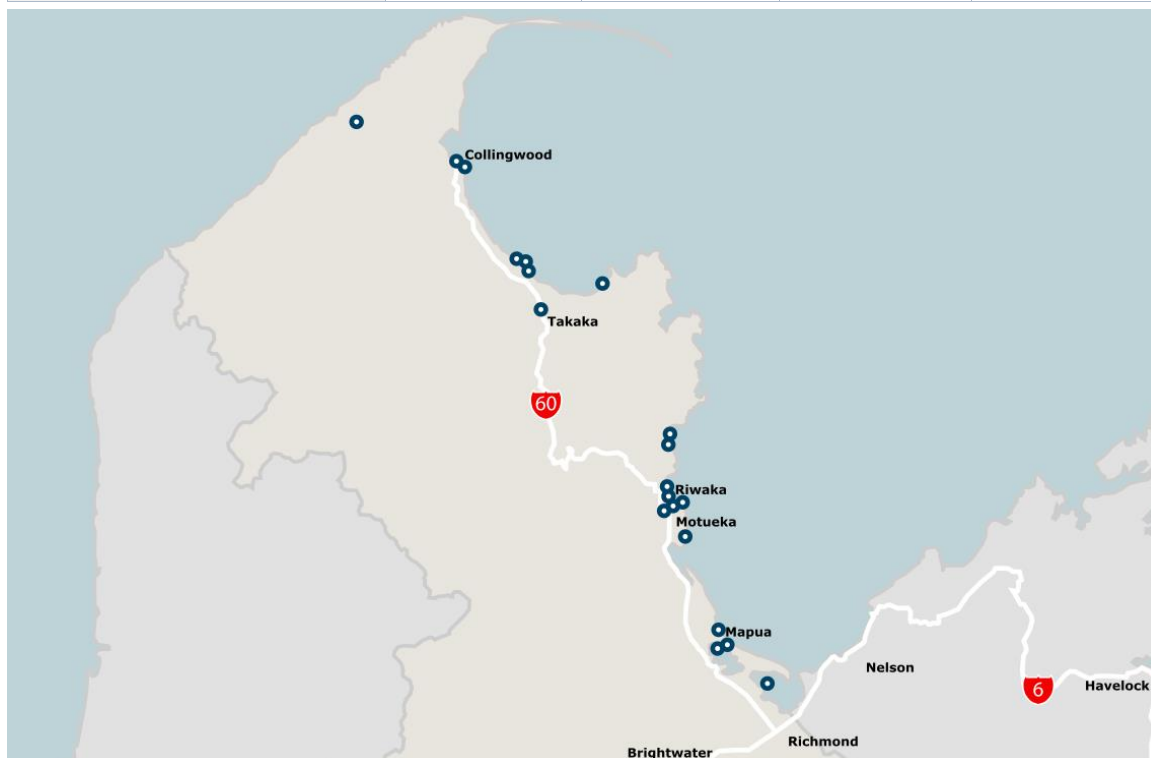 Collingwood
Takaka
60
Riwaka
Motueka
Mapua
Nelson
6
Havelock
Richmond
Brightwater